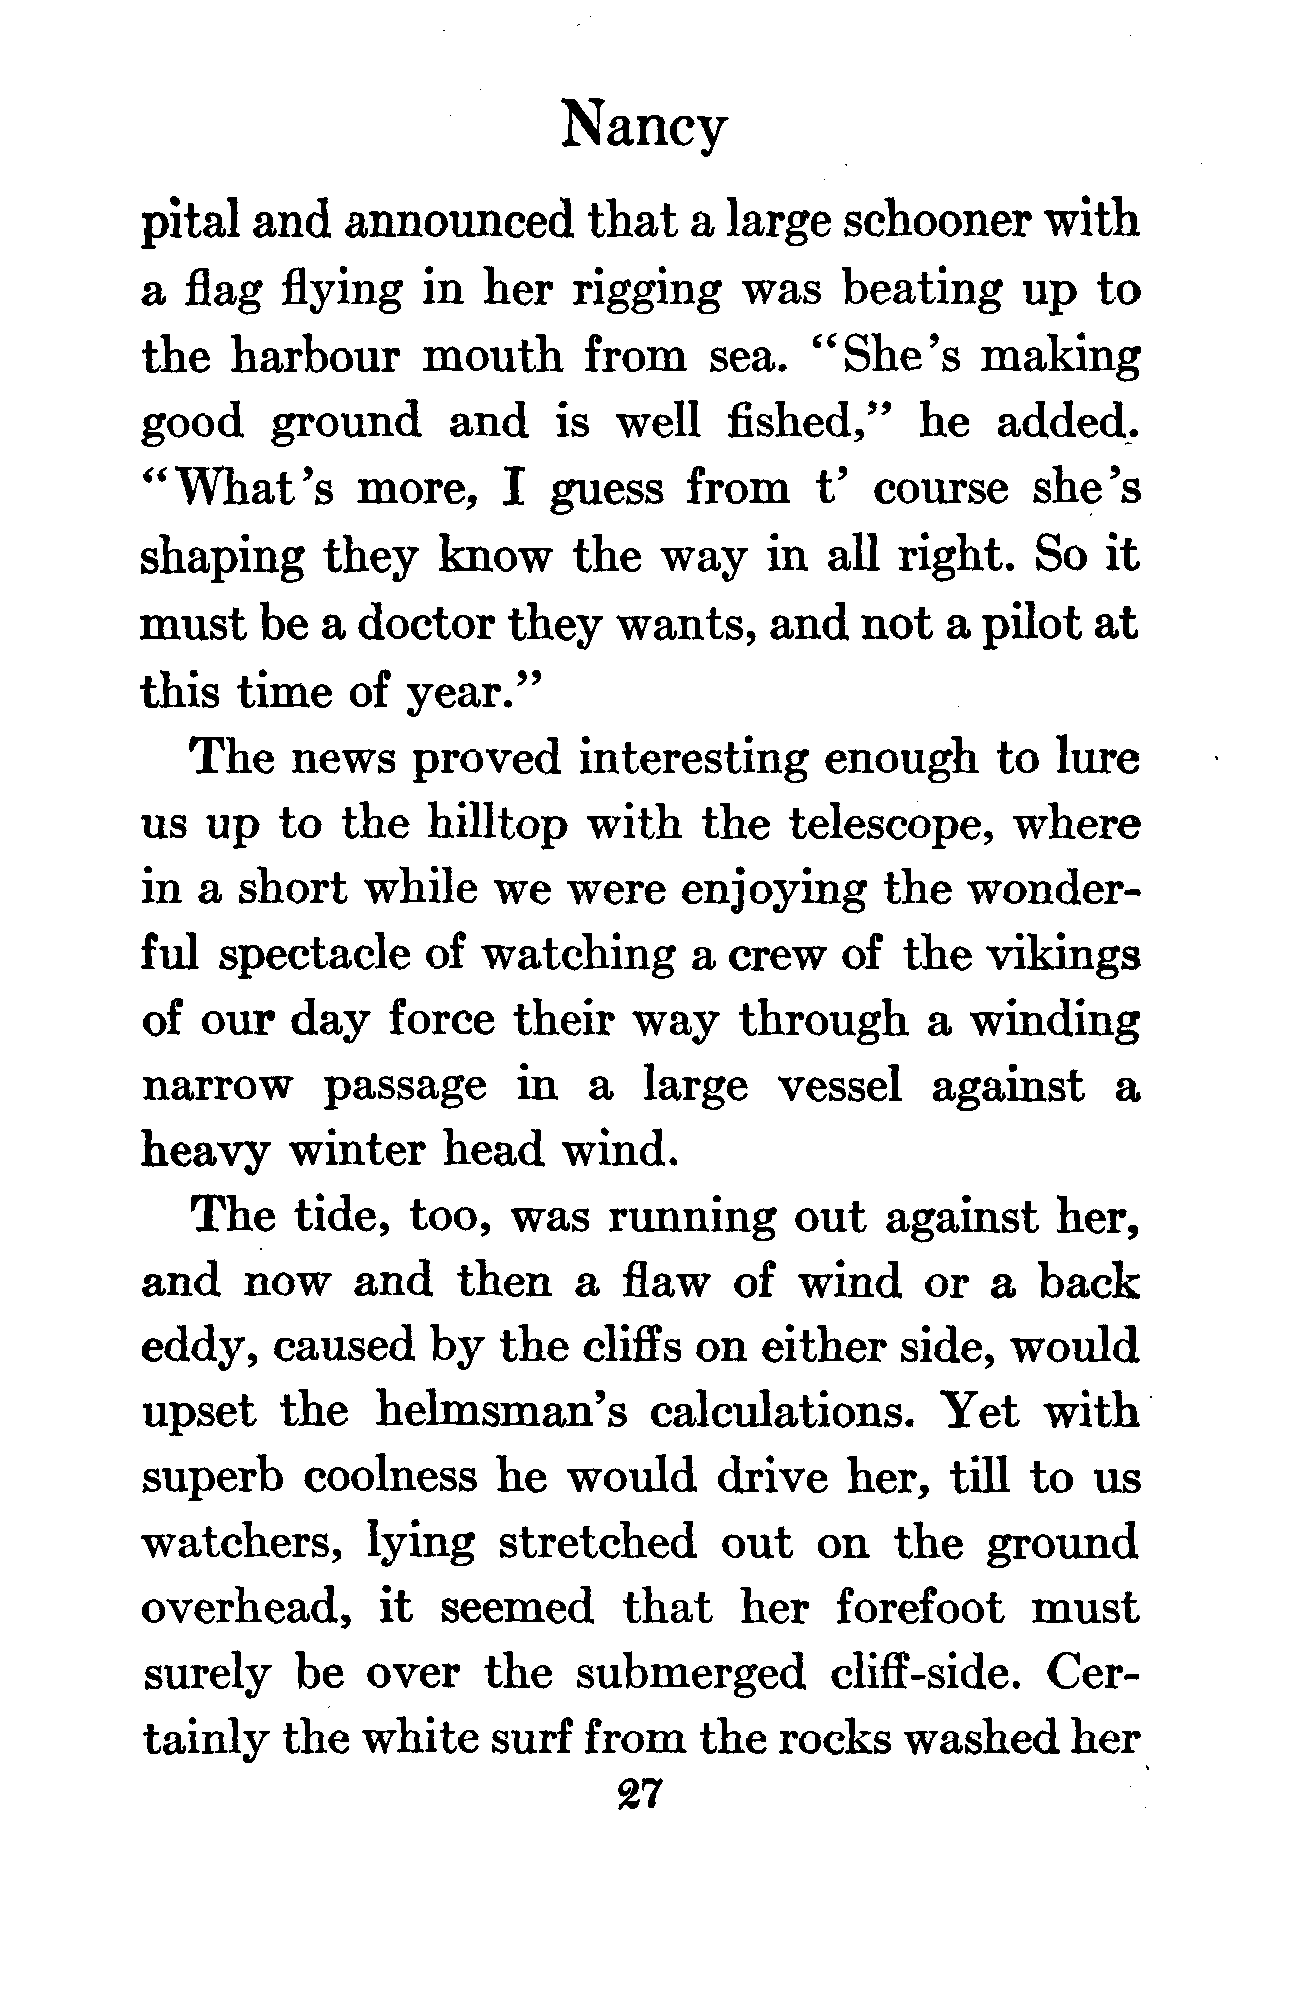 Nancy
pital and announced that a large schooner with
a flag flying in her rigging was beating up to
the harbour mouth from sea. “She’s making
good ground and is well fished,” he added.
“What’s more, I guess from t’ course she’s
shaping they know the way in all right. So it
must be a doctor they wants, and not a pilot at
this time of year.”
The news proved interesting enough to lure
us up to the hilltop with the telescope, where
in a short while we were enjoying the wonder-
ful spectacle of watching a crew of the vikings
of our day force their way through a winding
narrow passage in a large vessel against a
heavy winter head wind.
The tide, too, was running out against her,
and now and then a flaw of wind or a back
eddy, caused by the cliffs on either side, would
upset the helmsman’s calculations. Yet with
superb coolness he would drive her, till to us
watchers, lying stretched out on the ground
overhead, it seemed that her forefoot must
surely be over the submerged cliff-side. Cer-
tainly the white surf from the rocks washed her
27